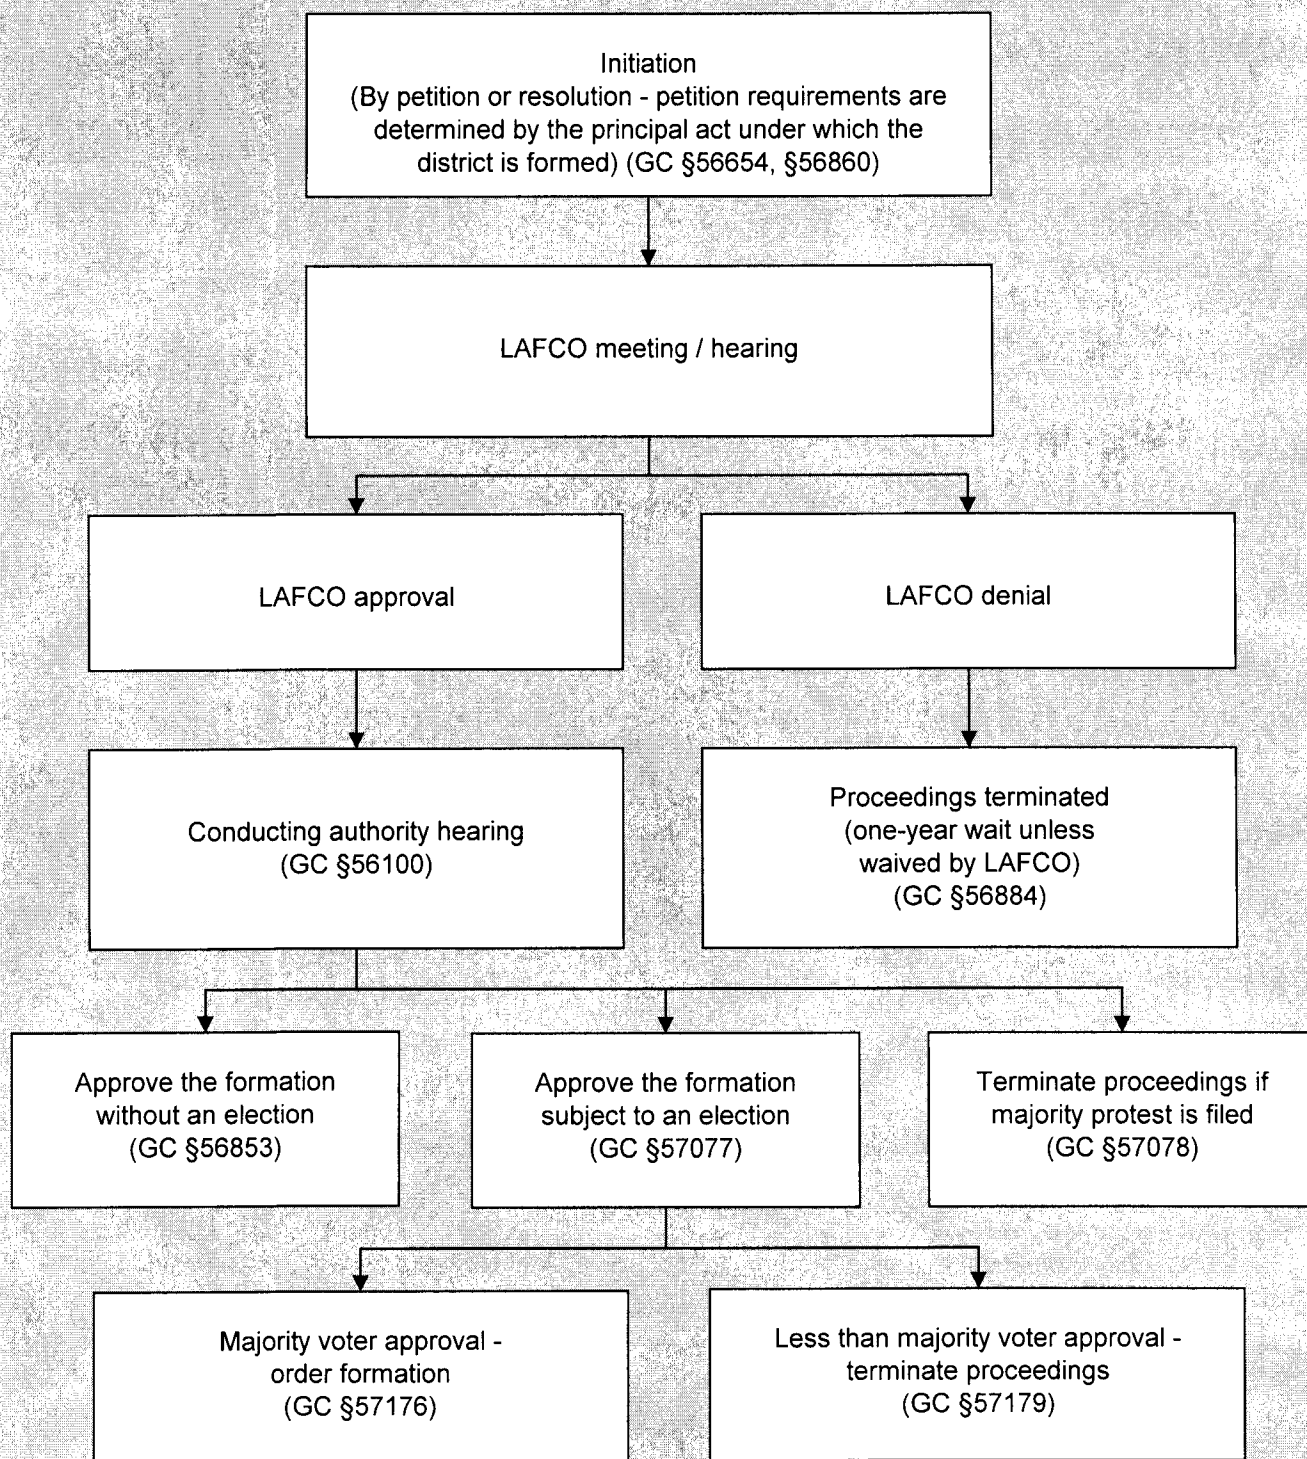 Initiation
(By petition or resolution - petition requirements are
determined by the principal act under which the
district is formed) (GC §56654, §56860)
LAFCO meeting / hearing
LAFCO approval
LAFCO denial
Conducting authority hearing
(GC §56100)
Proceedings terminated
(one-year wait unless
waived by LAFCO)
(GC §56884)
Approve the formation
without an election
(GC §56853)
Approve the formation
subject to an election
(GC §57077)
Terminate proceedings if
majority protest is filed
(GC §57078)
Majority voter approval -
order formation
(GC §57176)
Less than majority voter approval -
terminate proceedings
(GC §57179)